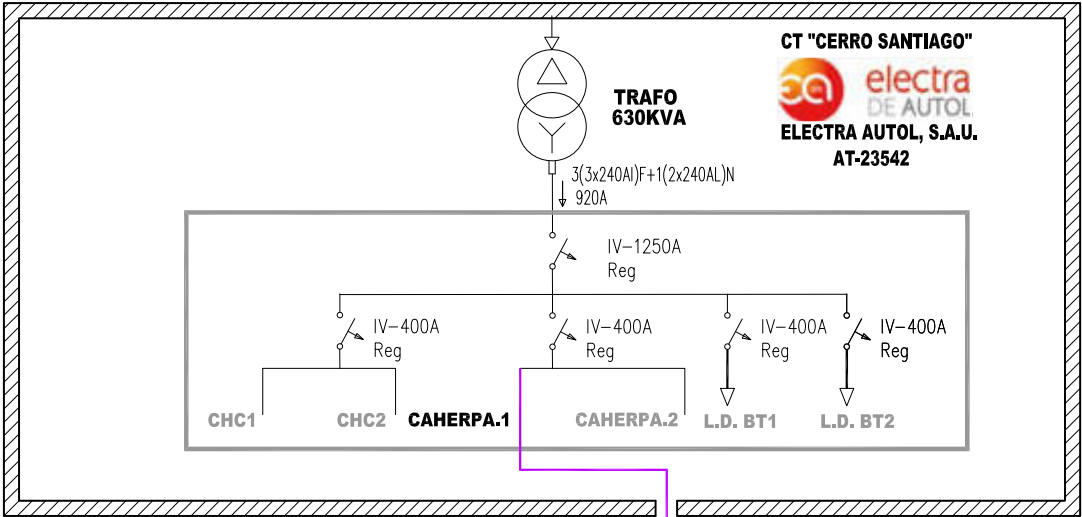 CT "CERRO SANTIAGO"
ea electra
DE AUTOL
ELECTRA AUTOL, S.A.U.
AT-23542
TRAFO
630KVA
3(3x240Al)F+1(2x240AL)N
920A
IV-1250A
Reg
IV-400A
Reg
IV-400A
Reg
IV-400A
Reg
IV-400A
Reg
CHC1
CHC2
CAHERPA.1
CAHERPA.2
L.D. BT1
L.D. BT2